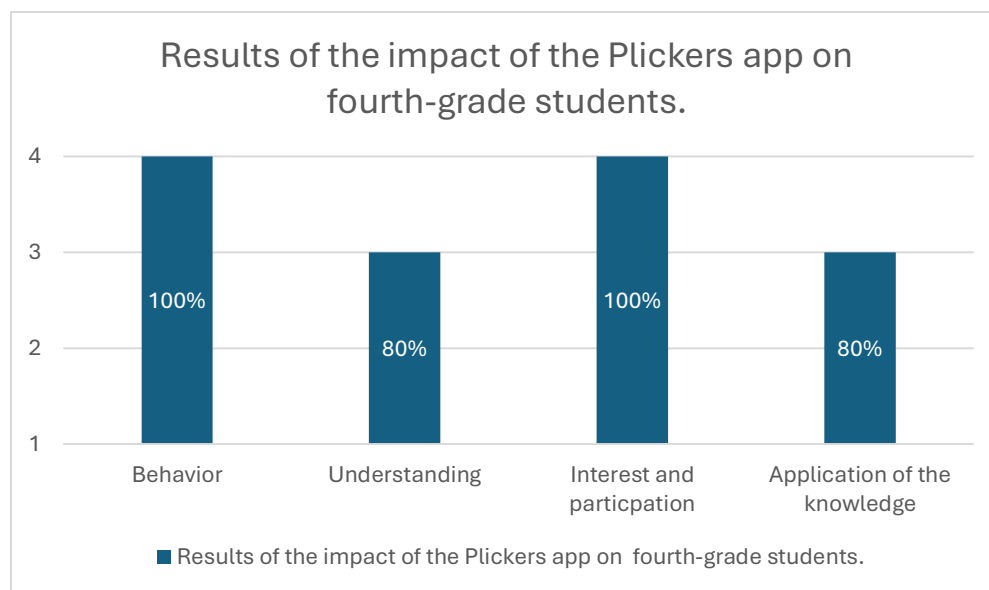 Results of the impact of the Plickers app on
fourth-grade students.
4
3
2
1
100%
80%
100%
80%
Behavior
Understanding
Interest and
particpation
Application of the
knowledge
Results of the impact of the Plickers app on  fourth-grade students.